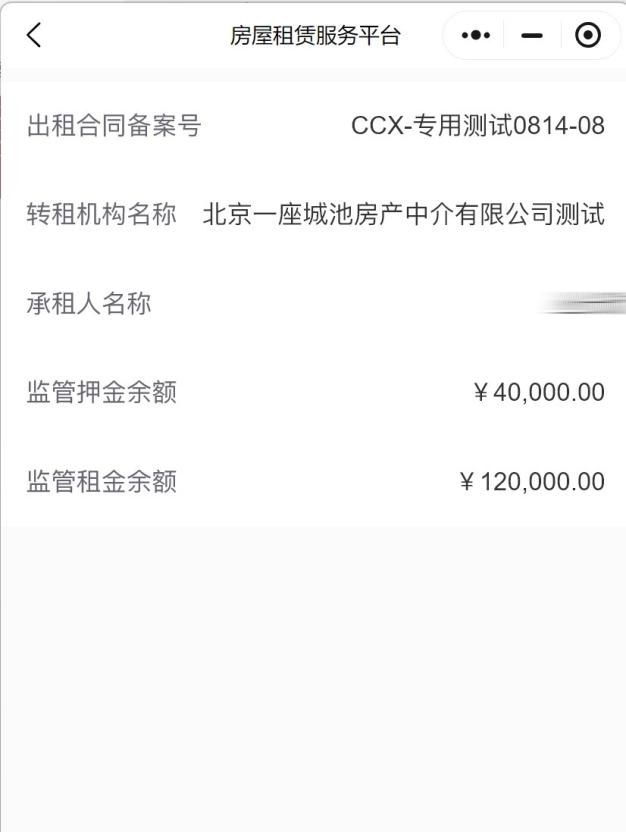 房屋租赁服务平台
出租合同备案号 CCX-专用测试0814-08
转租机构名称 北京一座城池房产中介有限公司测试
承租人名称
监管押金余额 ¥40,000.00
监管租金余额 ¥120,000.00